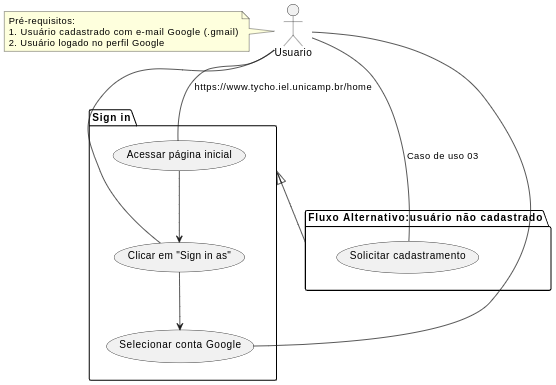 Pré-requisitos:
1. Usuário cadastrado com e-mail Google (.gmail)
2. Usuário logado no perfil Google
Usuario
https://www.tycho.iel.unicamp.br/home
Sign in
Acessar página inicial
Caso de uso 03
Fluxo Alternativo:usuário não cadastrado
Clicar em "Sign in as"
Solicitar cadastramento
Selecionar conta Google